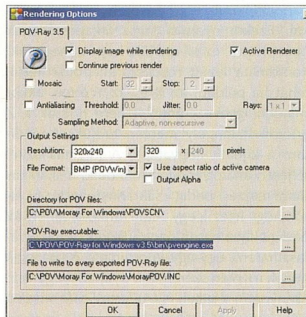 Rendering Options
POV-Ray 3.5
Display image while rendering
Active Renderer
Continue previous render
Mosaic Start: 32 Stop: 2
Antialiasing Threshold: 0.0 Jitter: 0.0 Rays: 1 x 1
Sampling Method: Adaptive, non-recursive
Output Settings
Resolution: 320x240 320 x 240 pixels
File Format: BMP (POVWin) Use aspect ratio of active camera
Output Alpha
Directory for POV files:
C:\POV\Moray For Windows\POVSCN\
...
POV-Ray executable:
C:\POV\POV-Ray for Windows v3.5\bin\pvengine.exe
...
File to write to every exported POV-Ray file:
C:\POV\Moray For Windows\MorayPOV.INC
...
OK Cancel Apply Help